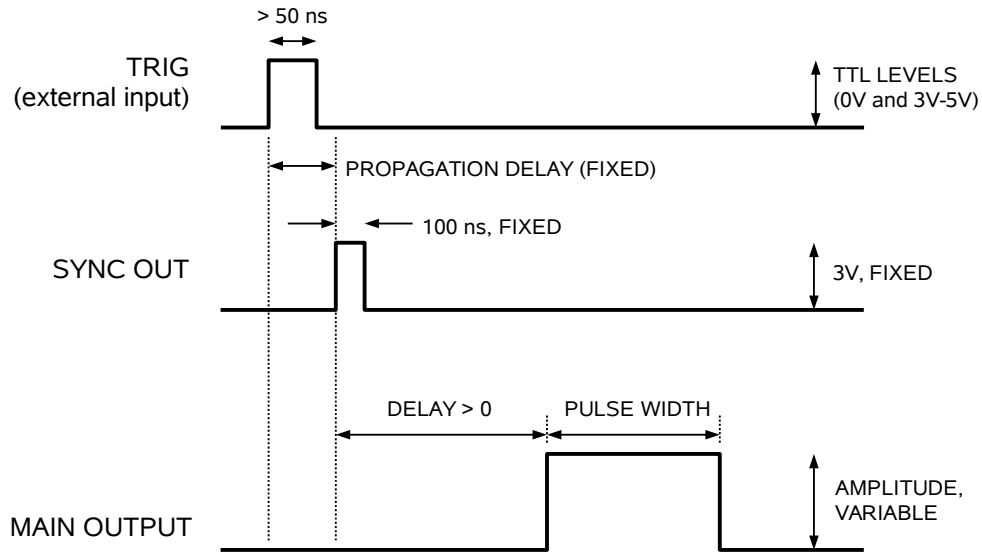 > 50 ns
TRIG
(external input)
TTL LEVELS
(0V and 3V-5V)
PROPAGATION DELAY (FIXED)
100 ns, FIXED
SYNC OUT
3V, FIXED
DELAY > 0
PULSE WIDTH
AMPLITUDE,
VARIABLE
MAIN OUTPUT